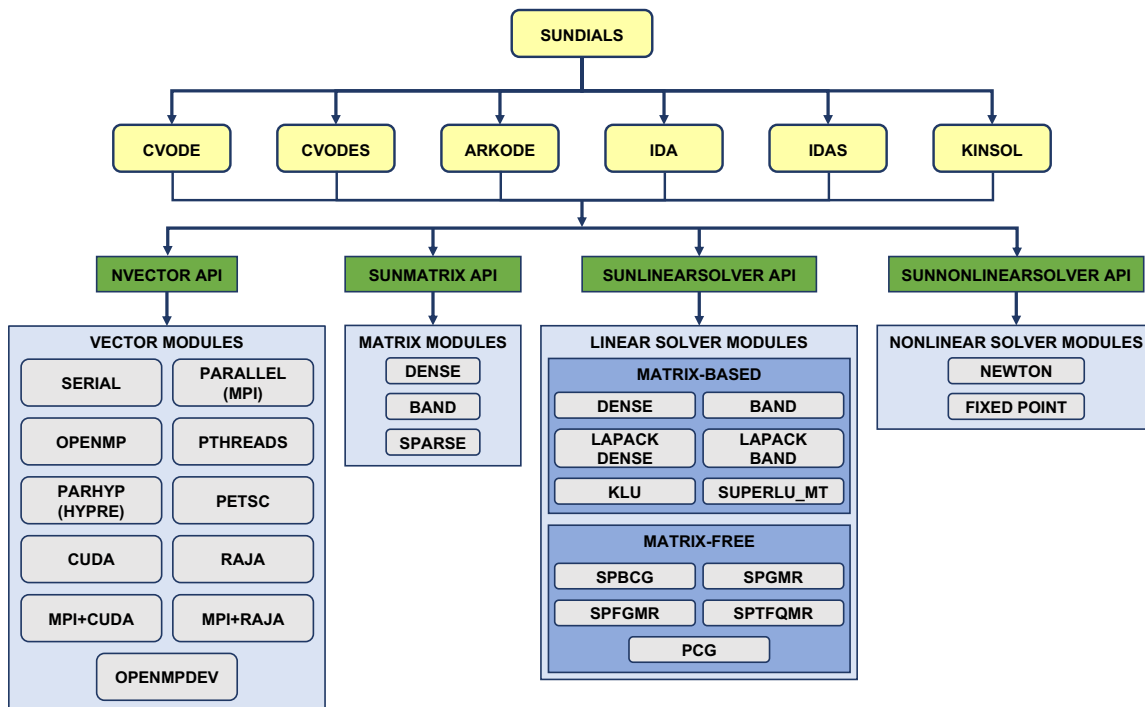 SUNDIALS
CVODE
CVODES
ARKODE
IDA
IDAS
KINSOL
NVECTOR API
SUNMATRIX API
SUNLINEARSOLVER API
SUNNONLINEARSOLVER API
VECTOR MODULES
SERIAL
PARALLEL
(MPI)
OPENMP
PTHREADS
PARHYP
(HYPRE)
PETSC
CUDA
RAJA
MPI+CUDA
MPI+RAJA
OPENMPDEV
MATRIX MODULES
DENSE
BAND
SPARSE
LINEAR SOLVER MODULES
MATRIX-BASED
DENSE
BAND
LAPACK
DENSE
LAPACK
BAND
KLU
SUPERLU_MT
MATRIX-FREE
SPBCG
SPGMR
SPFGMR
SPTFQMR
PCG
NONLINEAR SOLVER MODULES
NEWTON
FIXED POINT